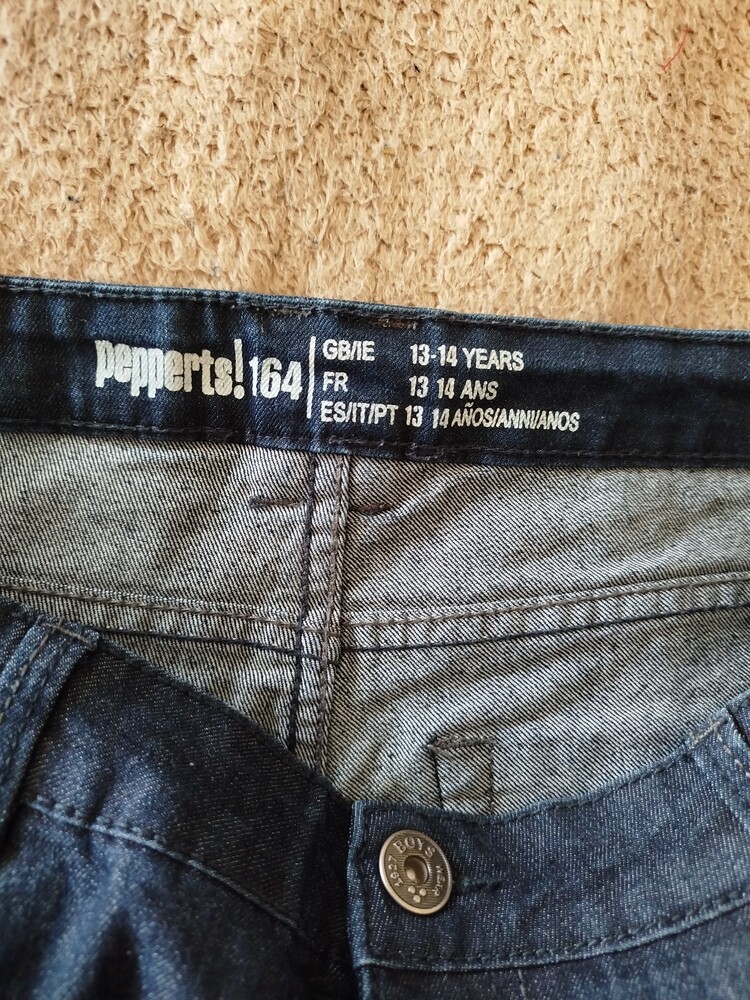 pepperts! 164
GB/IE 13-14 YEARS
FR 13 14 ANS
ES/IT/PT 13 14 AÑOS/ANNI/ANOS
BOYS
1927